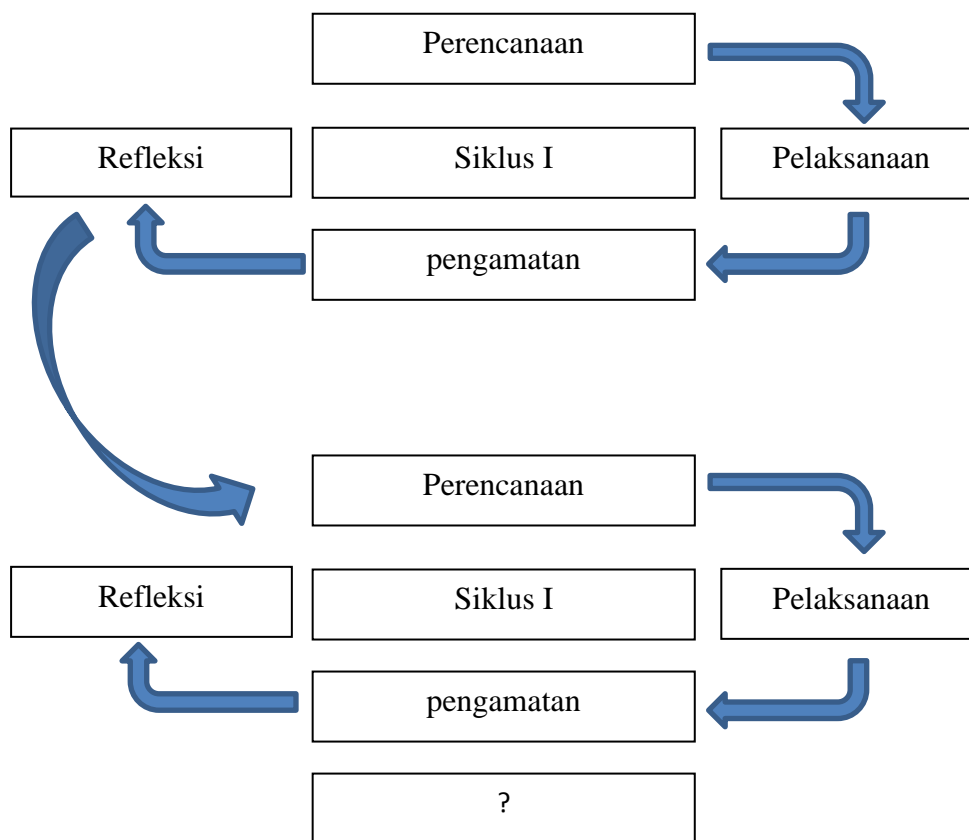 Perencanaan
Refleksi
Siklus I
Pelaksanaan
pengamatan
Perencanaan
Refleksi
Siklus I
Pelaksanaan
pengamatan
?